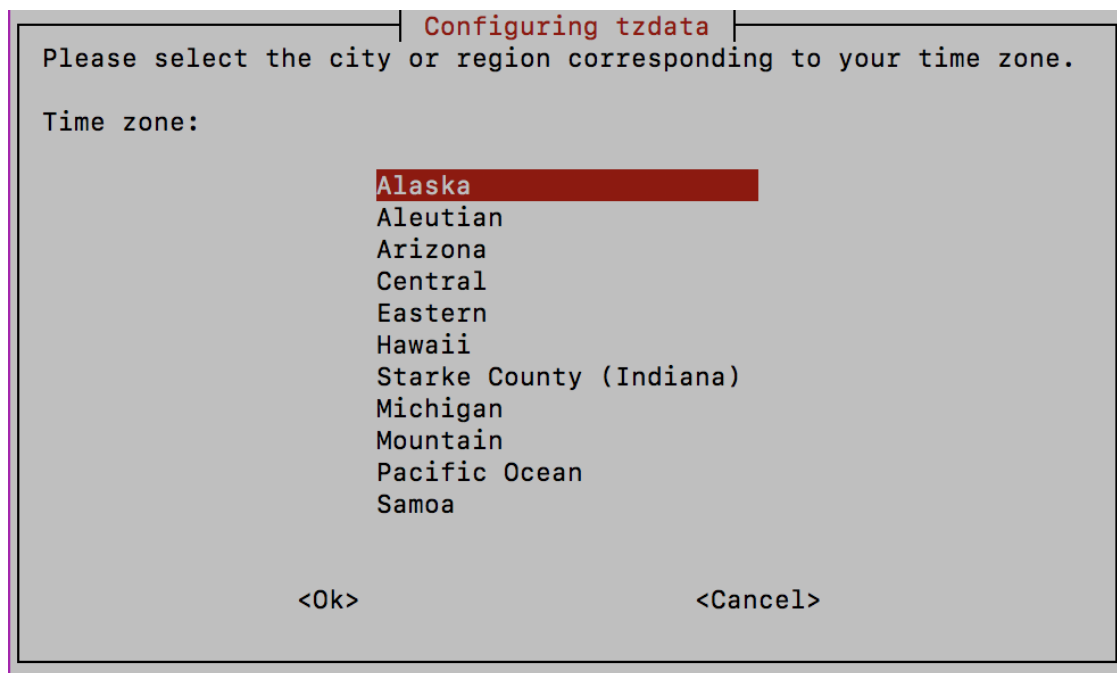 Configuring tzdata
Please select the city or region corresponding to your time zone.
Time zone:
Alaska
Aleutian
Arizona
Central
Eastern
Hawaii
Starke County (Indiana)
Michigan
Mountain
Pacific Ocean
Samoa
<Ok> <Cancel>